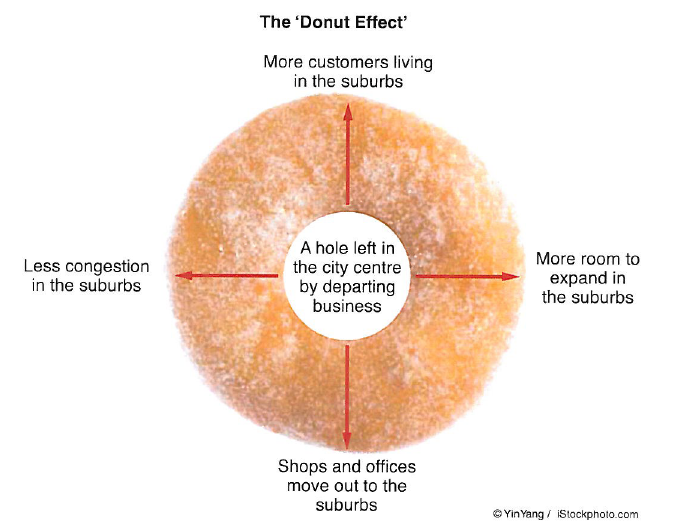 The 'Donut Effect'
More customers living
in the suburbs
Less congestion
in the suburbs
A hole left in
the city centre
by departing
business
More room to
expand in
the suburbs
Shops and offices
move out to the
suburbs
© YinYang / iStockphoto.com